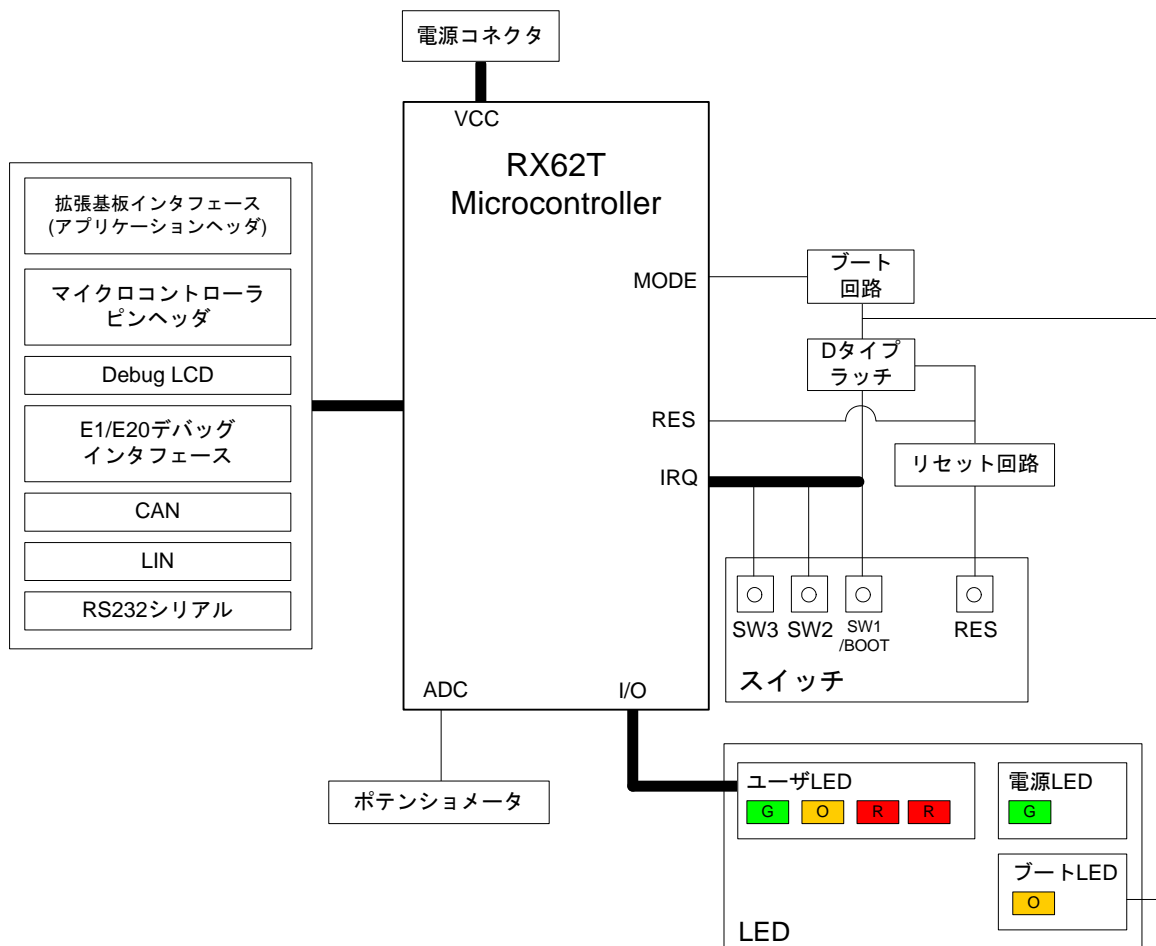 電源コネクタ
VCC
RX62T
Microcontroller
拡張基板インタフェース
(アプリケーションヘッダ)
マイクロコントローラ
ピンヘッダ
Debug LCD
E1/E20デバッグ
インタフェース
CAN
LIN
RS232シリアル
MODE
ブート
回路
Dタイプ
ラッチ
RES
リセット回路
IRQ
SW3
SW2
SW1
/BOOT
RES
スイッチ
ADC
I/O
ポテンショメータ
ユーザLED
G O R R
電源LED
G
ブートLED
O
LED